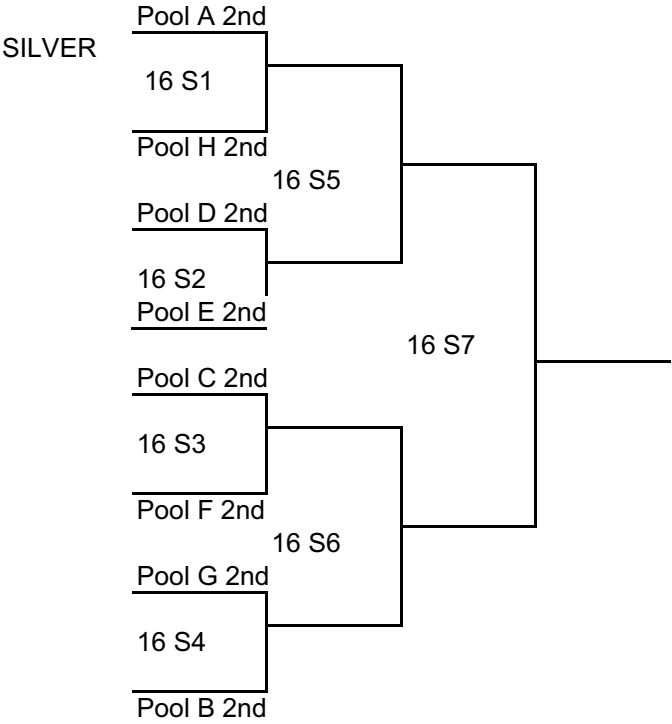 Pool A 2nd
SILVER
16 S1
Pool H 2nd
16 S5
Pool D 2nd
16 S2
Pool E 2nd
16 S7
Pool C 2nd
16 S3
Pool F 2nd
16 S6
Pool G 2nd
16 S4
Pool B 2nd